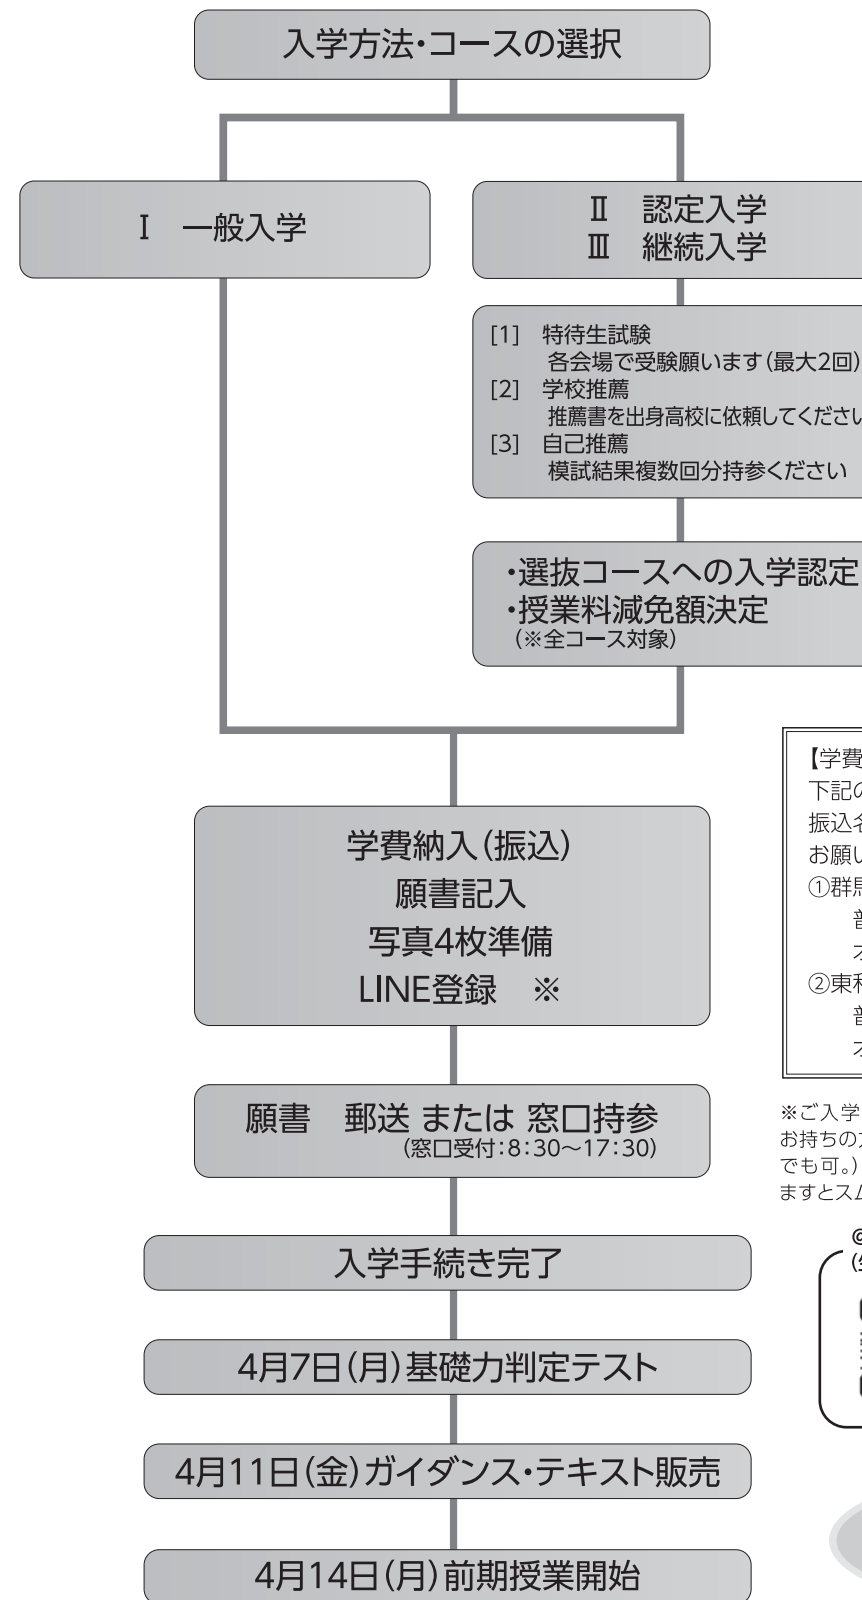 入学方法・コースの選択
Ⅰ　一般入学
Ⅱ　認定入学
Ⅲ　継続入学
[1]　特待生試験
各会場で受験願います(最大2回)
[2]　学校推薦
推薦書を出身高校に依頼してください
[3]　自己推薦
模試結果複数回分持参ください
・選抜コースへの入学認定
・授業料減免額決定
(※全コース対象)
学費納入(振込)
願書記入
写真4枚準備
LINE登録　※
願書　郵送 または 窓口持参
(窓口受付:8:30〜17:30)
入学手続き完了
4月7日(月)基礎力判定テスト
4月11日(金)ガイダンス・テキスト販売
4月14日(月)前期授業開始
【学費
下記の
振込名
お願い
①群馬
普
②東和
普
※ご入学
お持ちの方
でも可。)
ますとスム